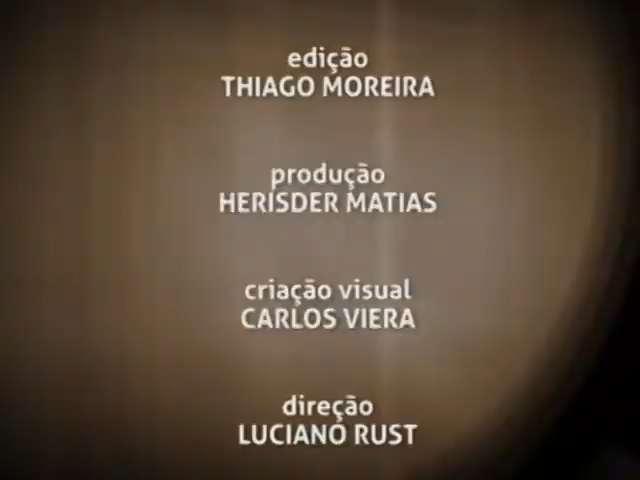 edição
THIAGO MOREIRA
produção
HERISDER MATIAS
criação visual
CARLOS VIERA
direção
LUCIANO RUST